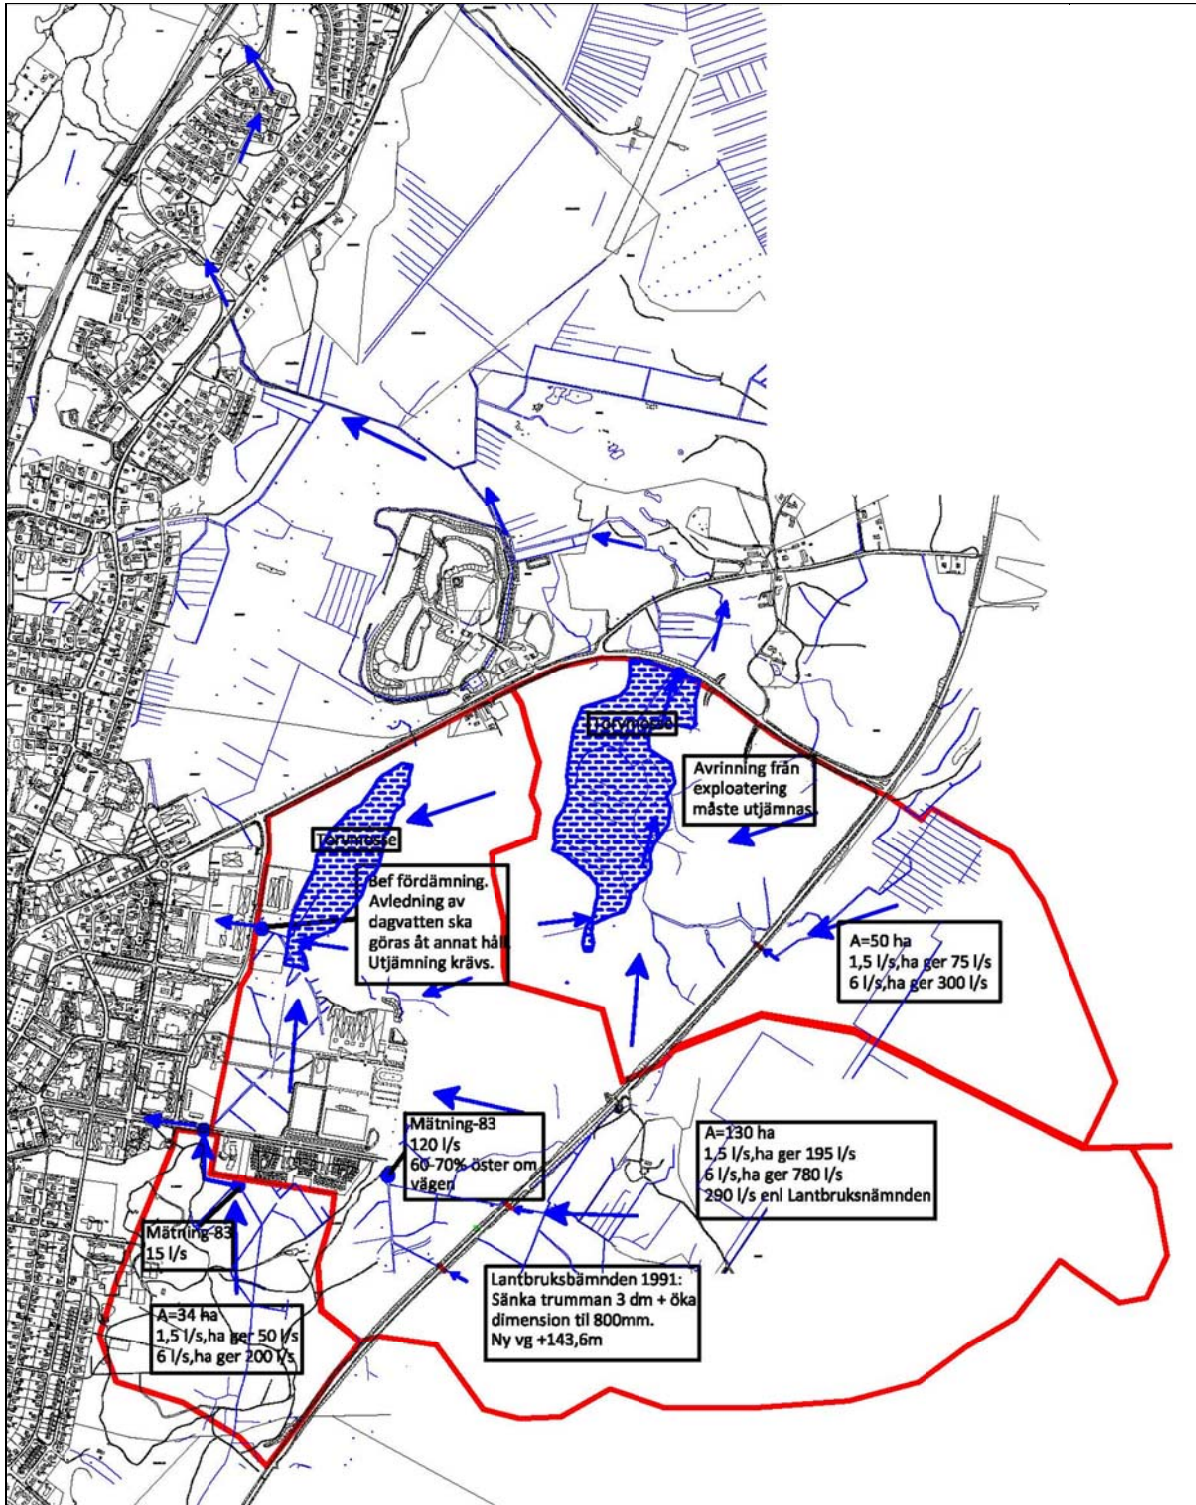 Torvmosse
Avrinning från
exploatering
måste utjämnas
Torvmosse
Bef fördämning.
Avledning av
dagvatten ska
göras åt annat håll
Utjämning krävs.
A=50 ha
1,5 l/s,ha ger 75 l/s
6 l/s,ha ger 300 l/s
Mätning-83
120 l/s
60-70% öster om
vägen
A=130 ha
1,5 l/s,ha ger 195 l/s
6 l/s,ha ger 780 l/s
290 l/s enl Lantbruksnämnden
Mätning-83
15 l/s
Lantbruksbämnden 1991:
Sänka trumman 3 dm + öka
dimension til 800mm.
Ny vg +143,6m
A=34 ha
1,5 l/s,ha ger 50 l/s
6 l/s,ha ger 200 l/s